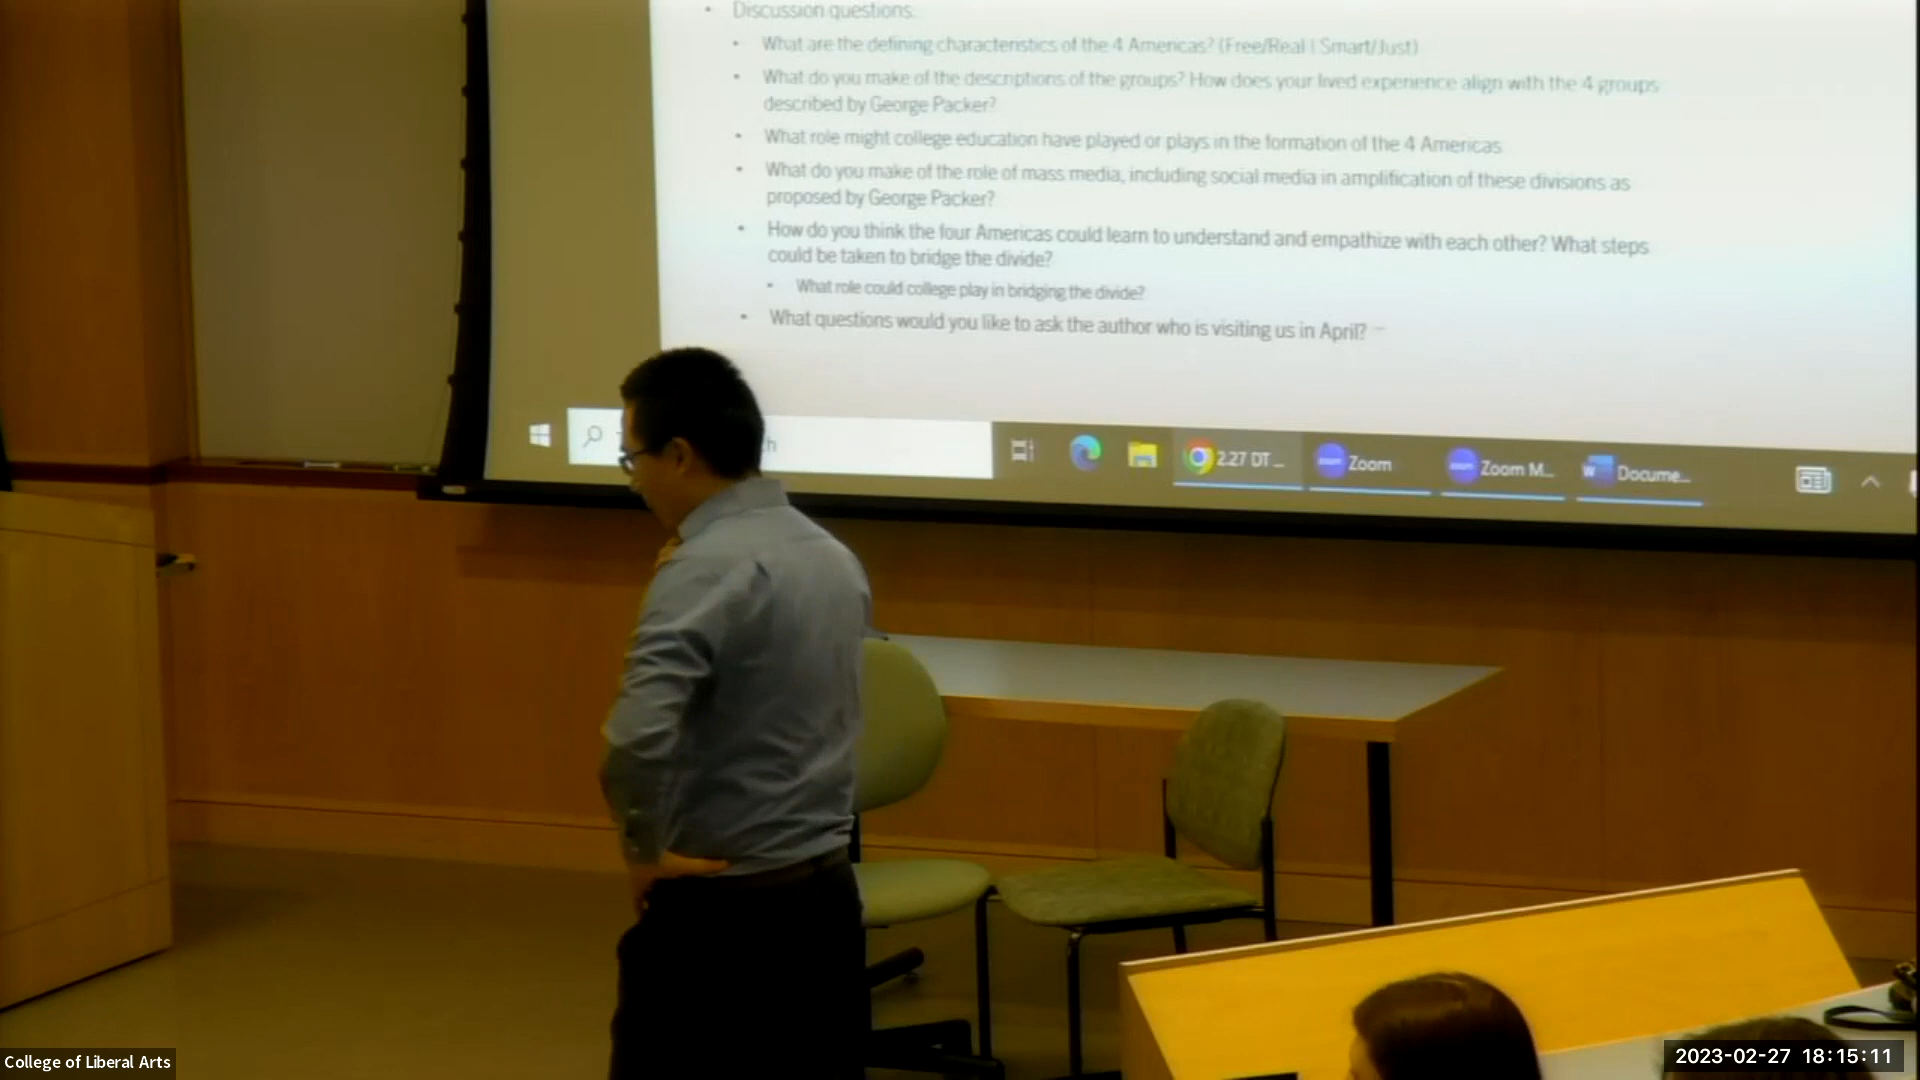 Discussion questions:
What are the defining characteristics of the 4 Americas? (Free/Real | Smart/Just)
What do you make of the descriptions of the groups? How does your lived experience align with the 4 groups
described by George Packer?
What role might college education have played or plays in the formation of the 4 Americas
What do you make of the role of mass media, including social media in amplification of these divisions as
proposed by George Packer?
How do you think the four Americas could learn to understand and empathize with each other? What steps
could be taken to bridge the divide?
What role could college play in bridging the divide?
What questions would you like to ask the author who is visiting us in April?
h
2.27 DT ...
zoom Zoom
zoom Zoom M...
W Docume...
College of Liberal Arts
2023-02-27 18:15:11